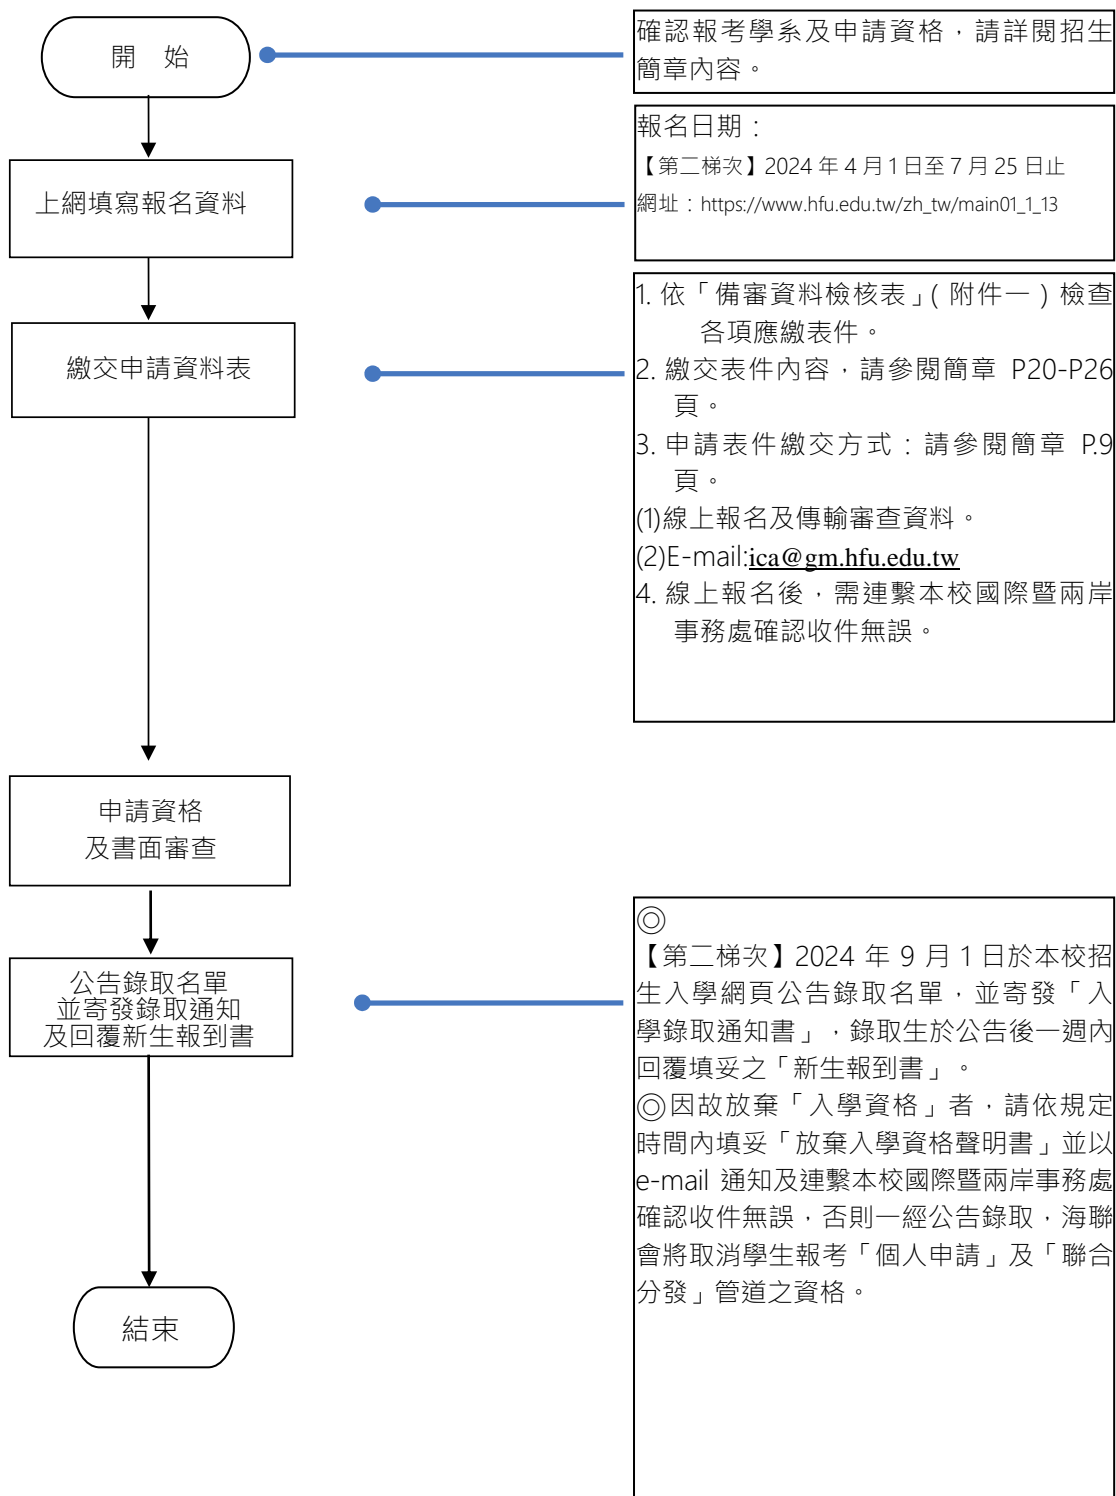 開 始
確認報考學系及申請資格，請詳閱招生
簡章內容。
報名日期：
【第二梯次】2024 年 4 月 1 日至 7 月 25 日止
網址：https://www.hfu.edu.tw/zh_tw/main01_1_13
上網填寫報名資料
繳交申請資料表
1. 依「備審資料檢核表」(附件一) 檢查
各項應繳表件。
2. 繳交表件內容，請參閱簡章 P20-P26
頁。
3. 申請表件繳交方式：請參閱簡章 P.9
頁。
(1)線上報名及傳輸審查資料。
(2)E-mail:ica@gm.hfu.edu.tw
4. 線上報名後，需連繫本校國際暨兩岸
事務處確認收件無誤。
申請資格
及書面審查
公告錄取名單
並寄發錄取通知
及回覆新生報到書
◎
【第二梯次】2024 年 9 月 1 日於本校招
生入學網頁公告錄取名單，並寄發「入
學錄取通知書」，錄取生於公告後一週內
回覆填妥之「新生報到書」。
◎因故放棄「入學資格」者，請依規定
時間內填妥「放棄入學資格聲明書」並以
e-mail 通知及連繫本校國際暨兩岸事務處
確認收件無誤，否則一經公告錄取，海聯
會將取消學生報考「個人申請」及「聯合
分發」管道之資格。
結束